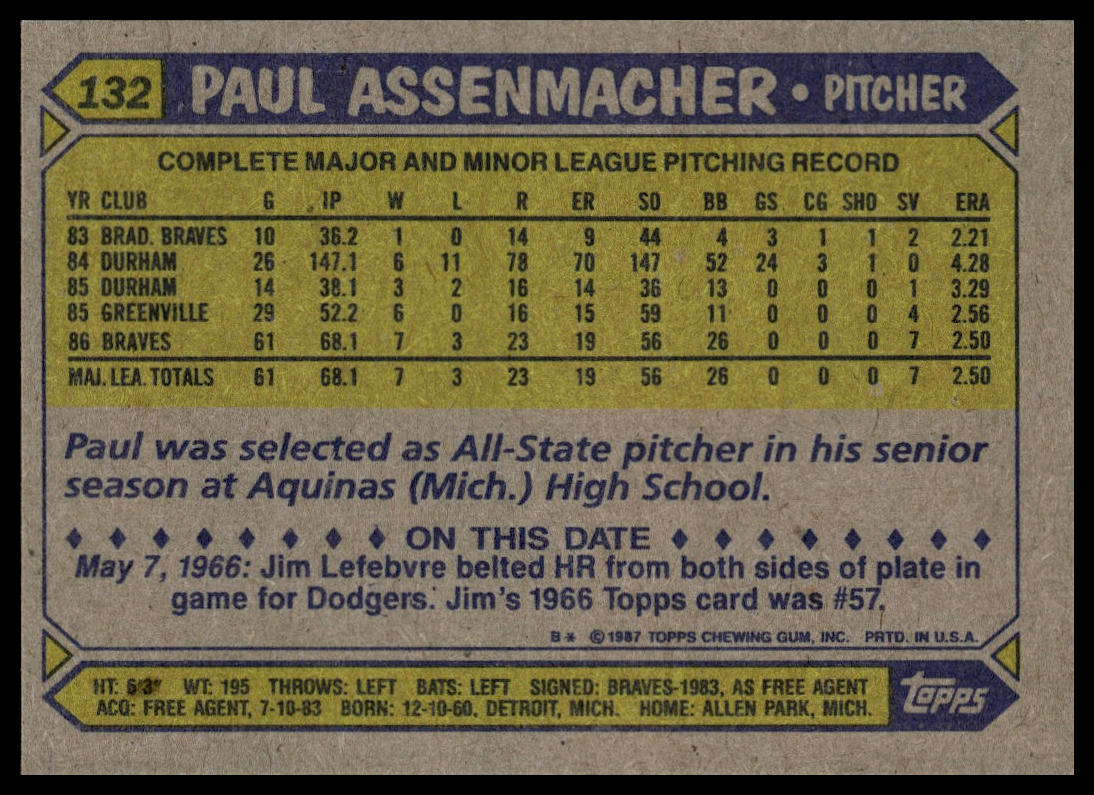 132 PAUL ASSENMACHER • PITCHER
COMPLETE MAJOR AND MINOR LEAGUE PITCHING RECORD
YR CLUB G IP W L R ER SO BB GS CG SHO SV ERA
83 BRAD. BRAVES 10 36.2 1 0 14 9 44 4 3 1 1 2 2.21
84 DURHAM 26 147.1 6 11 78 70 147 52 24 3 1 0 4.28
85 DURHAM 14 38.1 3 2 16 14 36 13 0 0 0 1 3.29
85 GREENVILLE 29 52.2 6 0 16 15 59 11 0 0 0 4 2.56
86 BRAVES 61 68.1 7 3 23 19 56 26 0 0 0 7 2.50
MAJ. LEA. TOTALS 61 68.1 7 3 23 19 56 26 0 0 0 7 2.50
Paul was selected as All-State pitcher in his senior
season at Aquinas (Mich.) High School.
♦ ♦ ♦ ♦ ♦ ♦ ♦ ♦ ON THIS DATE ♦ ♦ ♦ ♦ ♦ ♦ ♦ ♦
May 7, 1966: Jim Lefebvre belted HR from both sides of plate in
game for Dodgers. Jim's 1966 Topps card was #57.
B* ©1987 TOPPS CHEWING GUM, INC. PRTD. IN U.S.A.
HT: 6'3" WT: 195 THROWS: LEFT BATS: LEFT SIGNED: BRAVES-1983, AS FREE AGENT
ACQ: FREE AGENT, 7-10-83 BORN: 12-10-60, DETROIT, MICH. HOME: ALLEN PARK, MICH.
topps